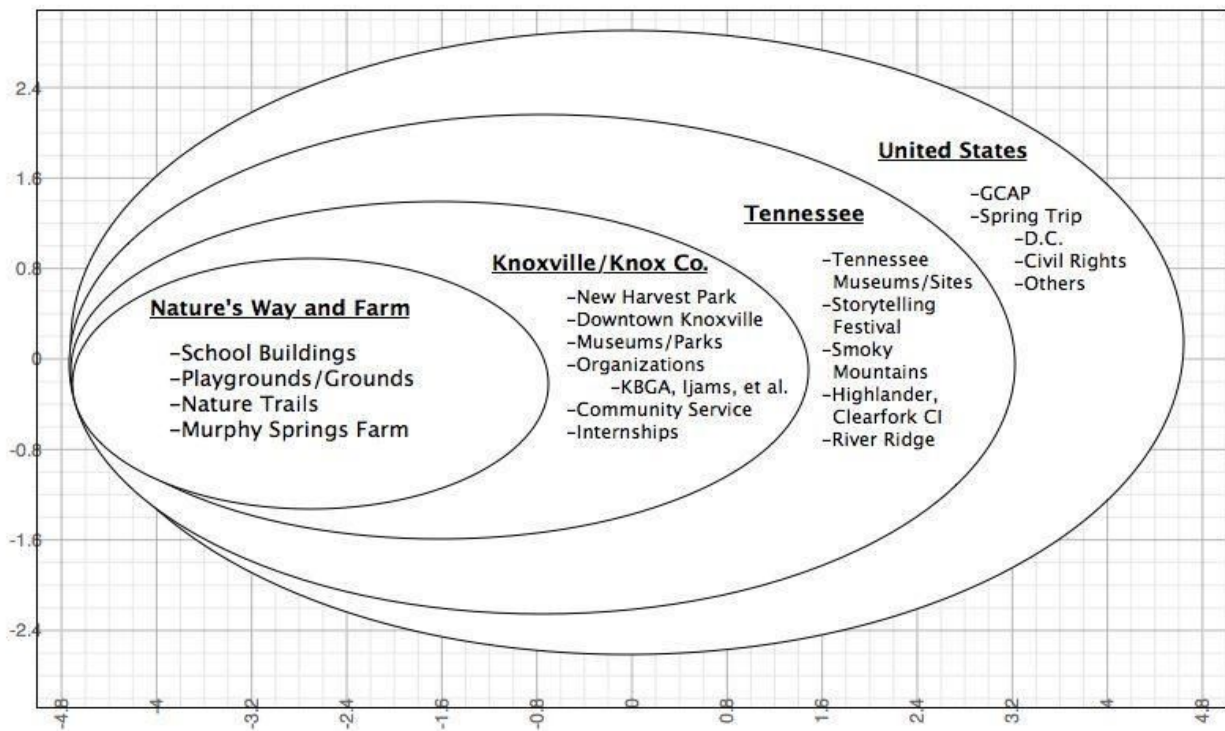 United States
-GCAP
-Spring Trip
-D.C.
-Civil Rights
-Others
Tennessee
-Tennessee
Museums/Sites
-Storytelling
Festival
-Smoky
Mountains
-Highlander,
Clearfork CI
-River Ridge
Knoxville/Knox Co.
-New Harvest Park
-Downtown Knoxville
-Museums/Parks
-Organizations
-KBGA, Ijams, et al.
-Community Service
-Internships
Nature's Way and Farm
-School Buildings
-Playgrounds/Grounds
-Nature Trails
-Murphy Springs Farm
2.4
1.6
0.8
0
-0.8
-1.6
-2.4
-4.8
-4
-3.2
-2.4
-1.6
-0.8
0
0.8
1.6
2.4
3.2
4
4.8